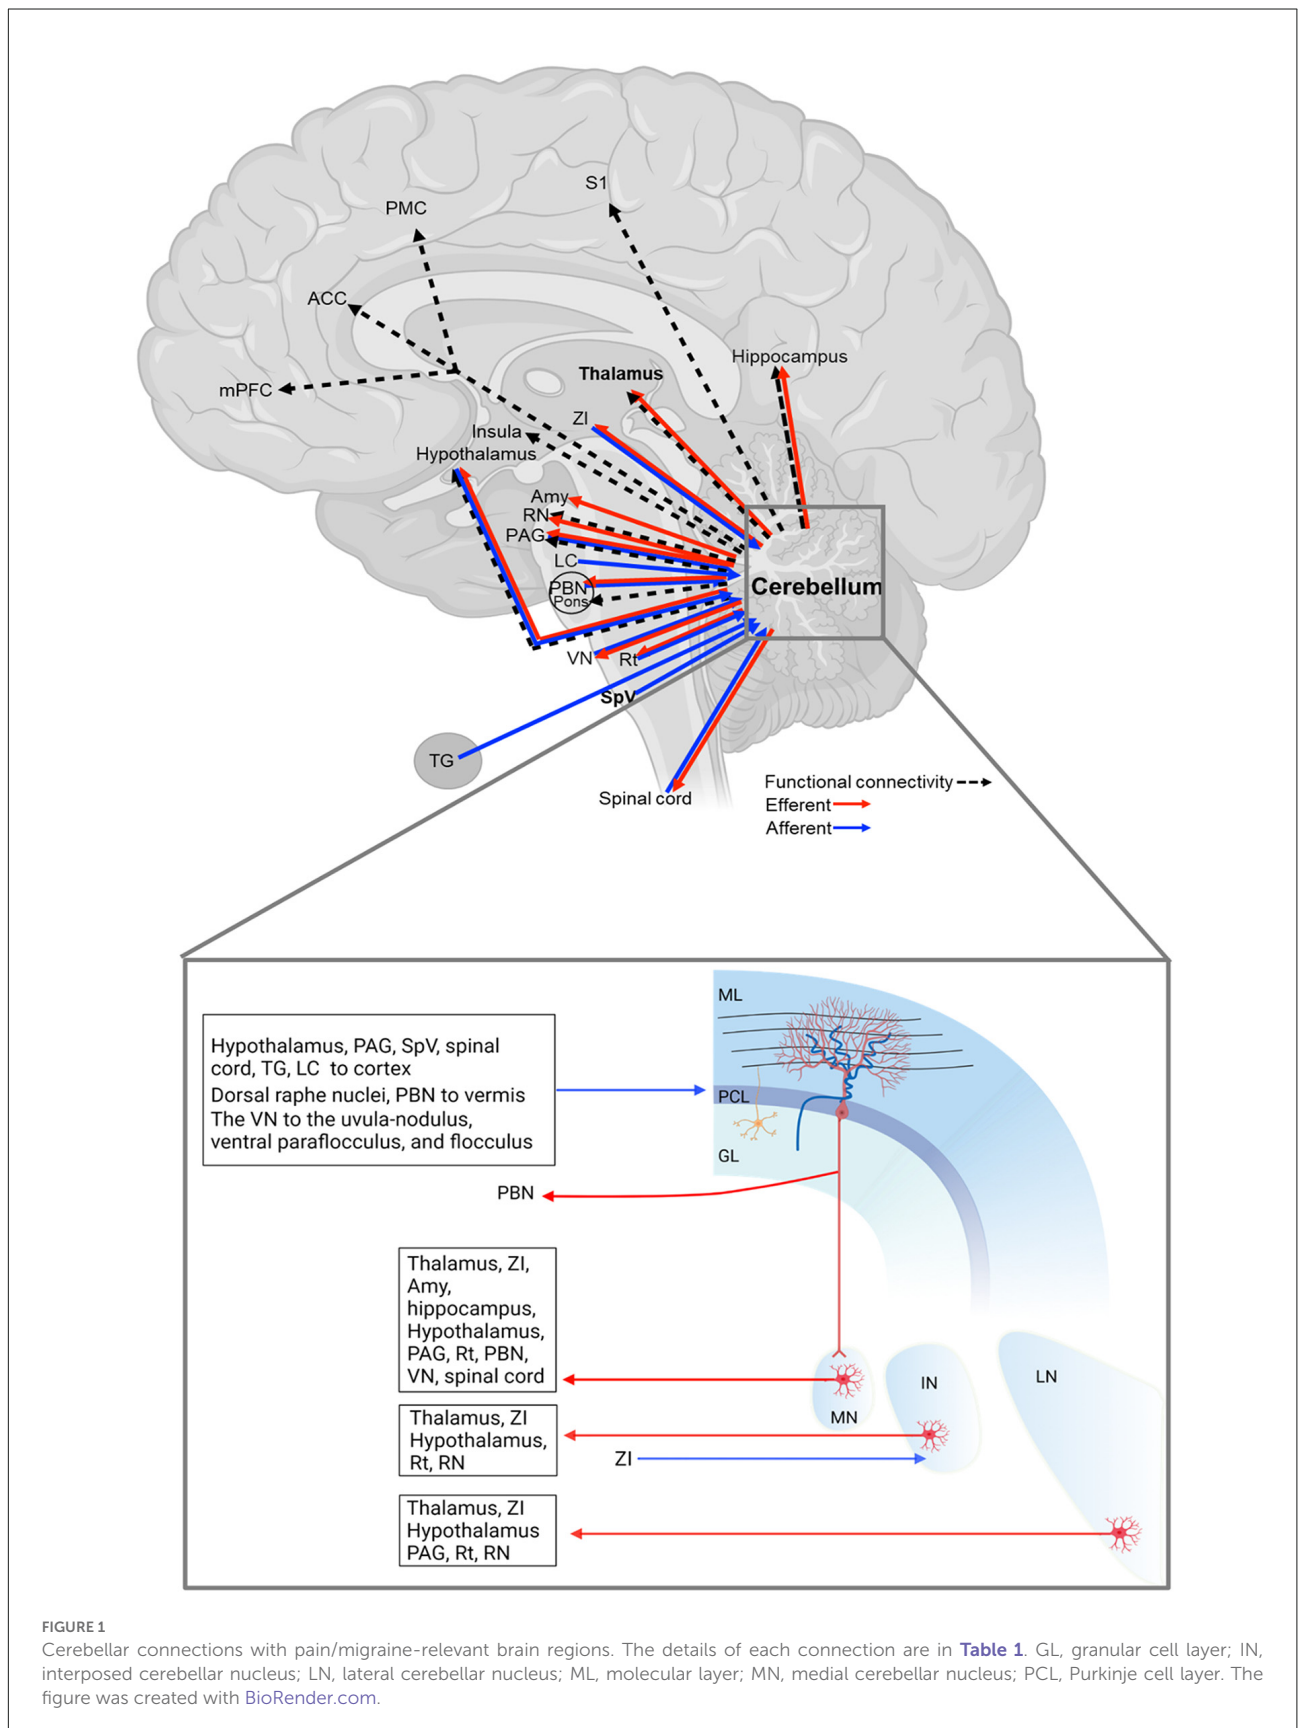 S1
PMC
ACC
Hippocampus
Thalamus
mPFC
ZI
Insula
Hypothalamus
Amy
RN
PAG
LC
PBN
Pons
Cerebellum
VN
Rt
SpV
TG
Spinal cord
Functional connectivity
Efferent
Afferent
ML
PCL
GL
Hypothalamus, PAG, SpV, spinal
cord, TG, LC to cortex
Dorsal raphe nuclei, PBN to vermis
The VN to the uvula-nodulus,
ventral paraflocculus, and flocculus
PBN
Thalamus, ZI,
Amy,
hippocampus,
Hypothalamus,
PAG, Rt, PBN,
VN, spinal cord
MN
IN
LN
Thalamus, ZI
Hypothalamus,
Rt, RN
ZI
Thalamus, ZI
Hypothalamus
PAG, Rt, RN
FIGURE 1
Cerebellar connections with pain/migraine-relevant brain regions. The details of each connection are in Table 1. GL, granular cell layer; IN,
interposed cerebellar nucleus; LN, lateral cerebellar nucleus; ML, molecular layer; MN, medial cerebellar nucleus; PCL, Purkinje cell layer. The
figure was created with BioRender.com.